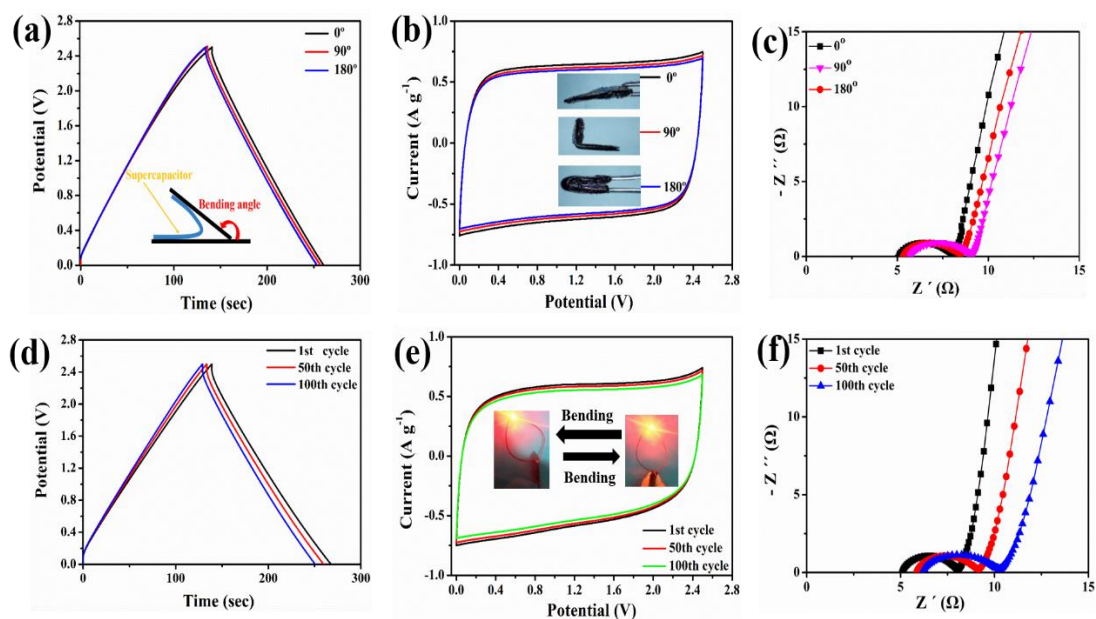 (a)
2.8
2.4
2.0
1.6
1.2
0.8
0.4
0.0
Potential (V)
0º
90º
180º
Supercapacitor
Bending angle
0
100
200
300
Time (sec)
(b)
1.0
0.5
0.0
-0.5
-1.0
Current (A g⁻¹)
0º
90º
180º
0.0 0.4 0.8 1.2 1.6 2.0 2.4 2.8
Potential (V)
(c)
15
10
5
0
- Z´´ (Ω)
0º
90º
180º
0 5 10 15
Z´ (Ω)
(d)
2.8
2.4
2.0
1.6
1.2
0.8
0.4
0.0
Potential (V)
1st cycle
50th cycle
100th cycle
0 100 200 300
Time (sec)
(e)
1.0
0.5
0.0
-0.5
-1.0
Current (A g⁻¹)
Bending
Bending
1st cycle
50th cycle
100th cycle
0.0 0.4 0.8 1.2 1.6 2.0 2.4 2.8
Potential (V)
(f)
15
10
5
0
- Z´´ (Ω)
1st cycle
50th cycle
100th cycle
0 5 10 15
Z´ (Ω)